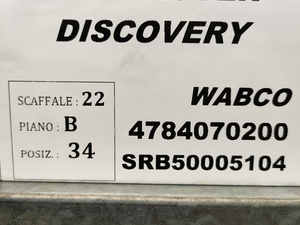 DISCOVERY
SCAFFALE : 22
PIANO : B
POSIZ. : 34
WABCO
4784070200
SRB50005104